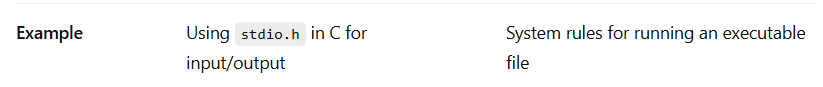 Example Using stdio.h in C for System rules for running an executable
input/output file